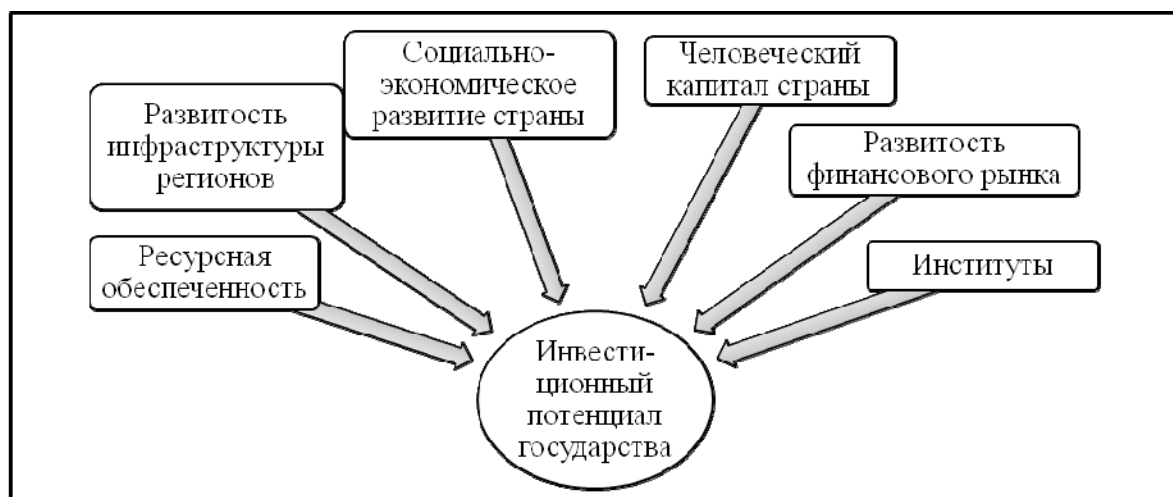 Социально-
экономическое
развитие страны
Человеческий
капитал страны
Развитость
инфраструктуры
регионов
Развитость
финансового рынка
Ресурсная
обеспеченность
Институты
Инвести-
ционный
потенциал
государства